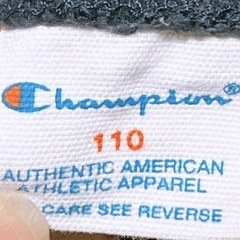 Champion®
110
AUTHENTIC AMERICAN
ATHLETIC APPAREL
CARE SEE REVERSE